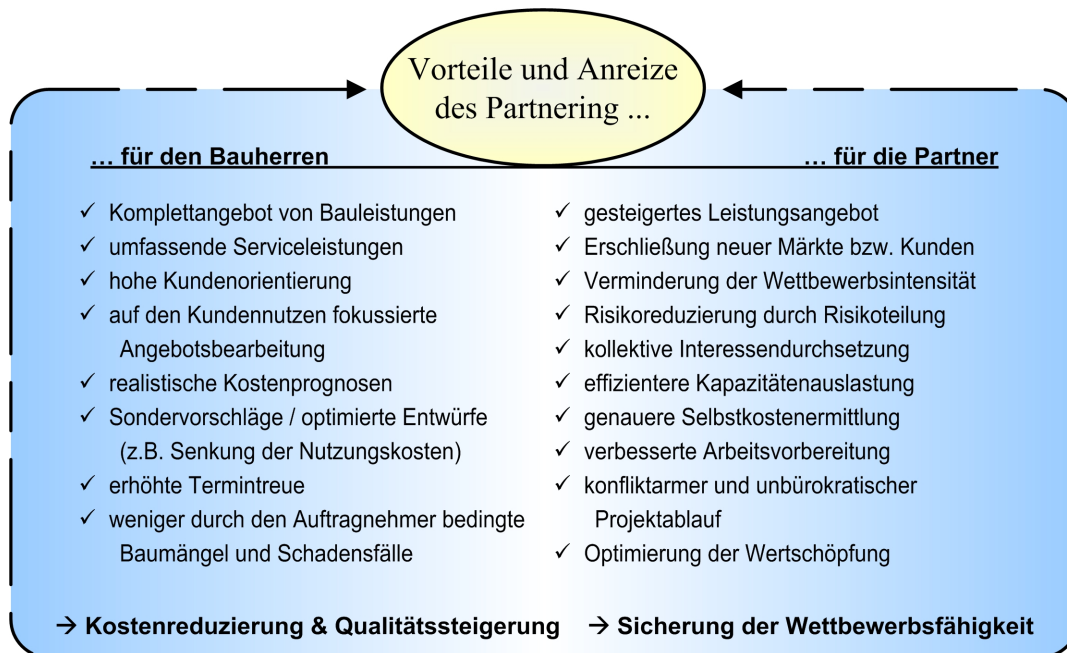 Vorteile und Anreize
des Partnering ...
... für den Bauherren
✓ Komplettangebot von Bauleistungen
✓ umfassende Serviceleistungen
✓ hohe Kundenorientierung
✓ auf den Kundennutzen fokussierte
Angebotsbearbeitung
✓ realistische Kostenprognosen
✓ Sondervorschläge / optimierte Entwürfe
(z.B. Senkung der Nutzungskosten)
✓ erhöhte Termintreue
✓ weniger durch den Auftragnehmer bedingte
Baumängel und Schadensfälle
→ Kostenreduzierung & Qualitätssteigerung
... für die Partner
✓ gesteigertes Leistungsangebot
✓ Erschließung neuer Märkte bzw. Kunden
✓ Verminderung der Wettbewerbsintensität
✓ Risikoreduzierung durch Risikoteilung
✓ kollektive Interessendurchsetzung
✓ effizientere Kapazitätenauslastung
✓ genauere Selbstkostenermittlung
✓ verbesserte Arbeitsvorbereitung
✓ konfliktarmer und unbürokratischer
Projektablauf
✓ Optimierung der Wertschöpfung
→ Sicherung der Wettbewerbsfähigkeit